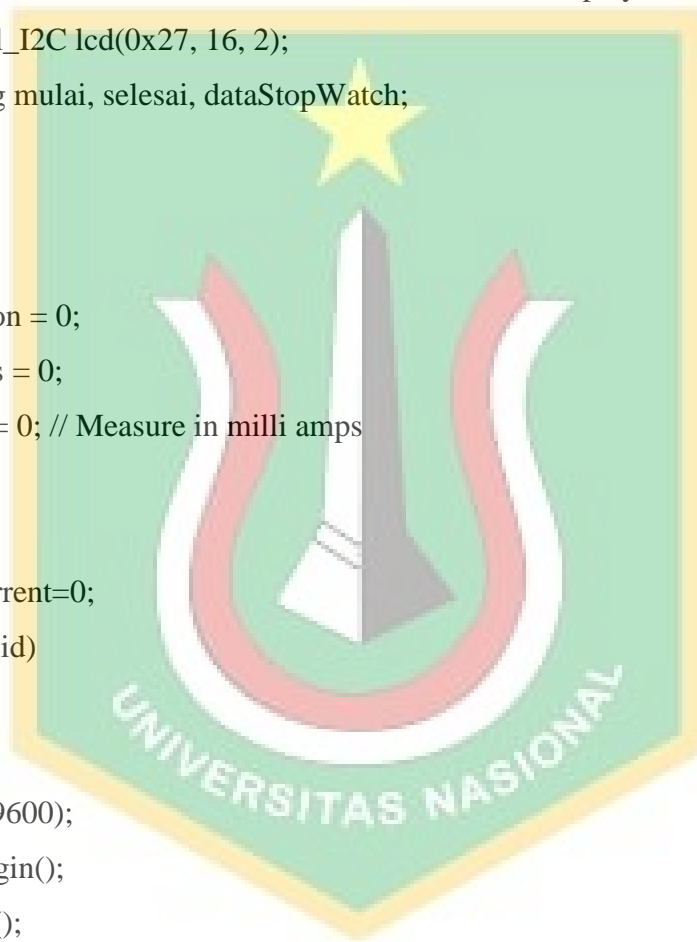 _I2C lcd(0x27, 16, 2);
mulai, selesai, dataStopWatch;
on = 0;
s = 0;
= 0; // Measure in milli amps
rrent=0;
id)
9600);
gin();
();
UNIVERSITAS NASIONAL